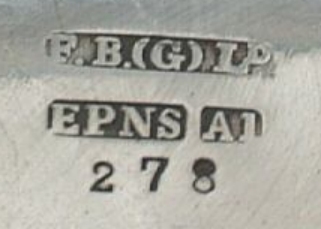 F.B.(G) LD
EPNS A1
278